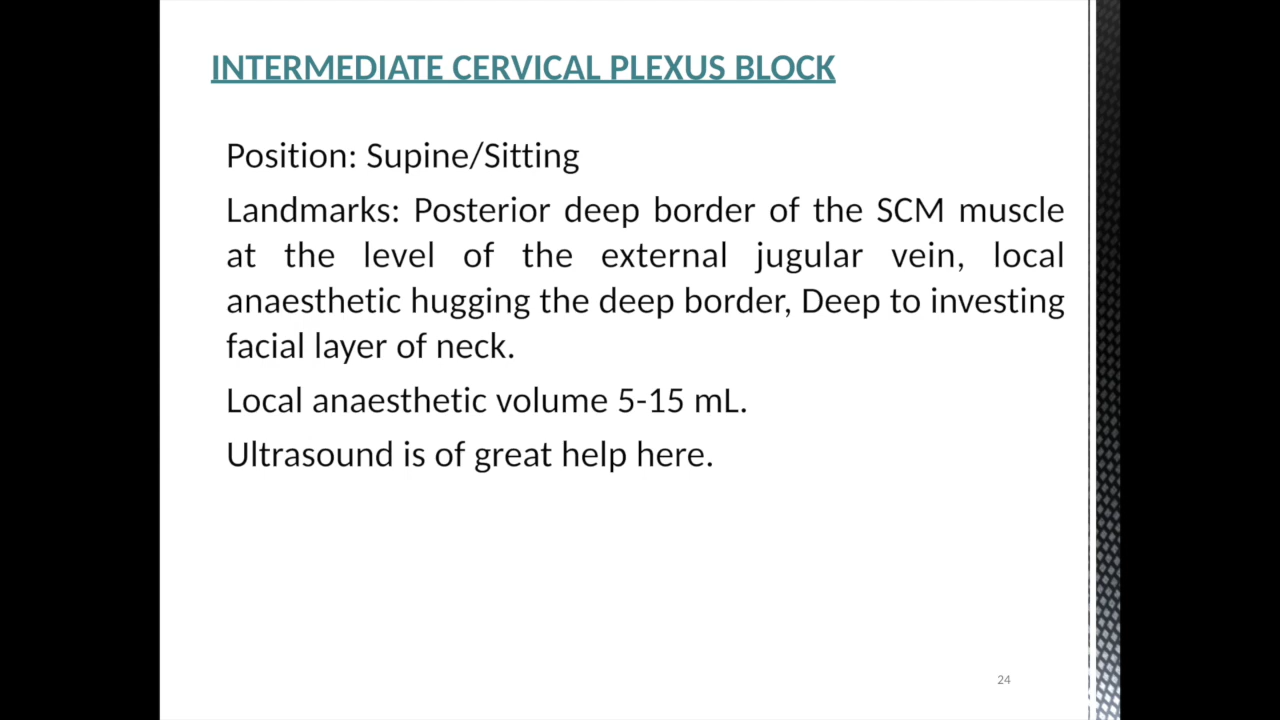 INTERMEDIATE CERVICAL PLEXUS BLOCK
Position: Supine/Sitting
Landmarks: Posterior deep border of the SCM muscle
at the level of the external jugular vein, local
anaesthetic hugging the deep border, Deep to investing
facial layer of neck.
Local anaesthetic volume 5-15 mL.
Ultrasound is of great help here.
24